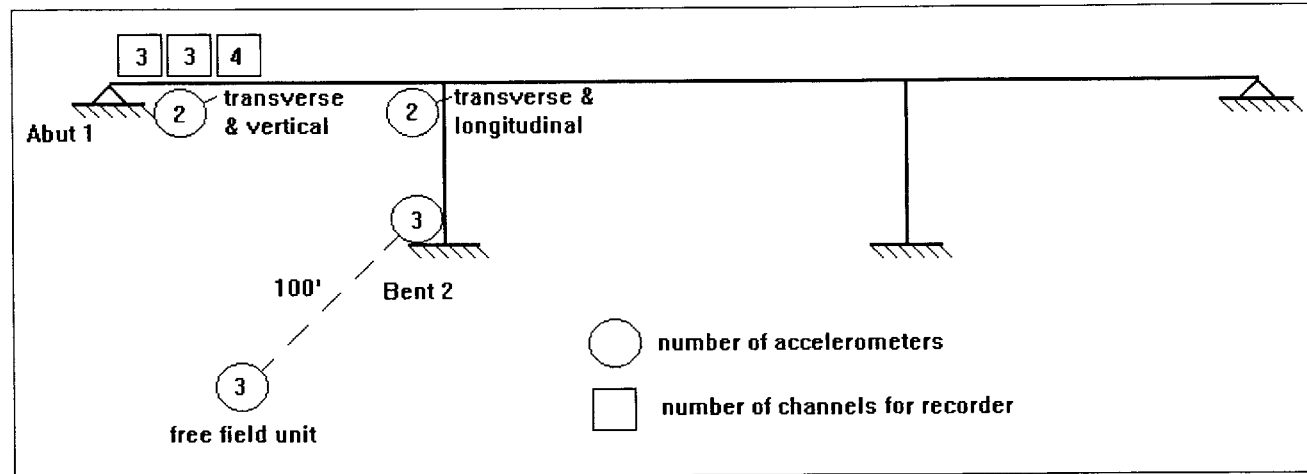 3 3 4
2 transverse
& vertical
2 transverse &
longitudinal
Abut 1
3
100'
Bent 2
number of accelerometers
3
number of channels for recorder
free field unit